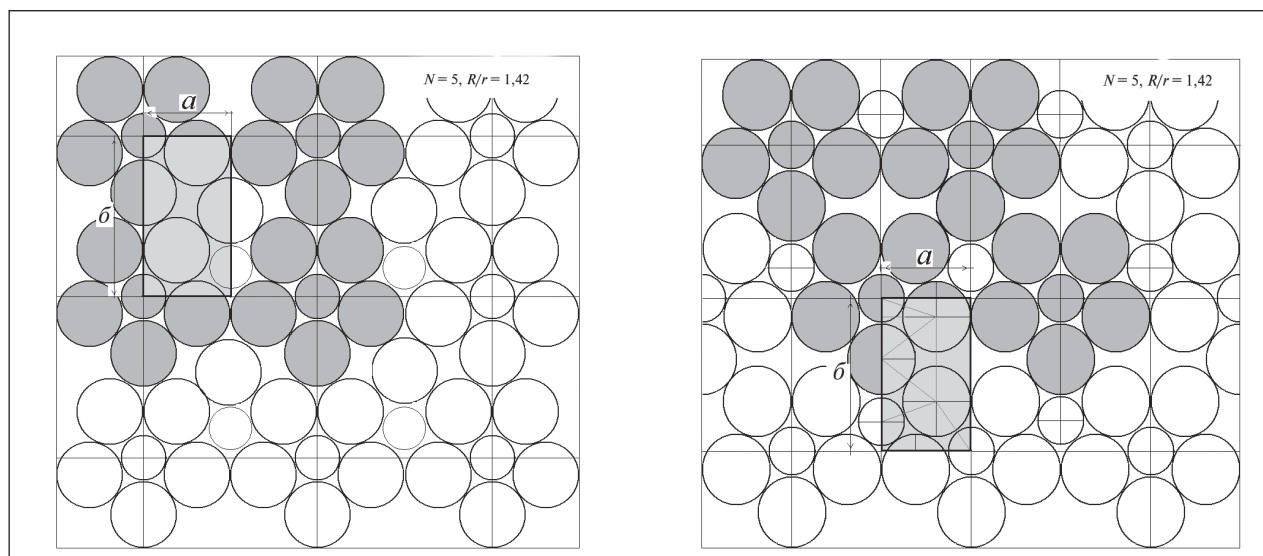 N = 5, R/r = 1,42
а
б
N = 5, R/r = 1,42
а
б